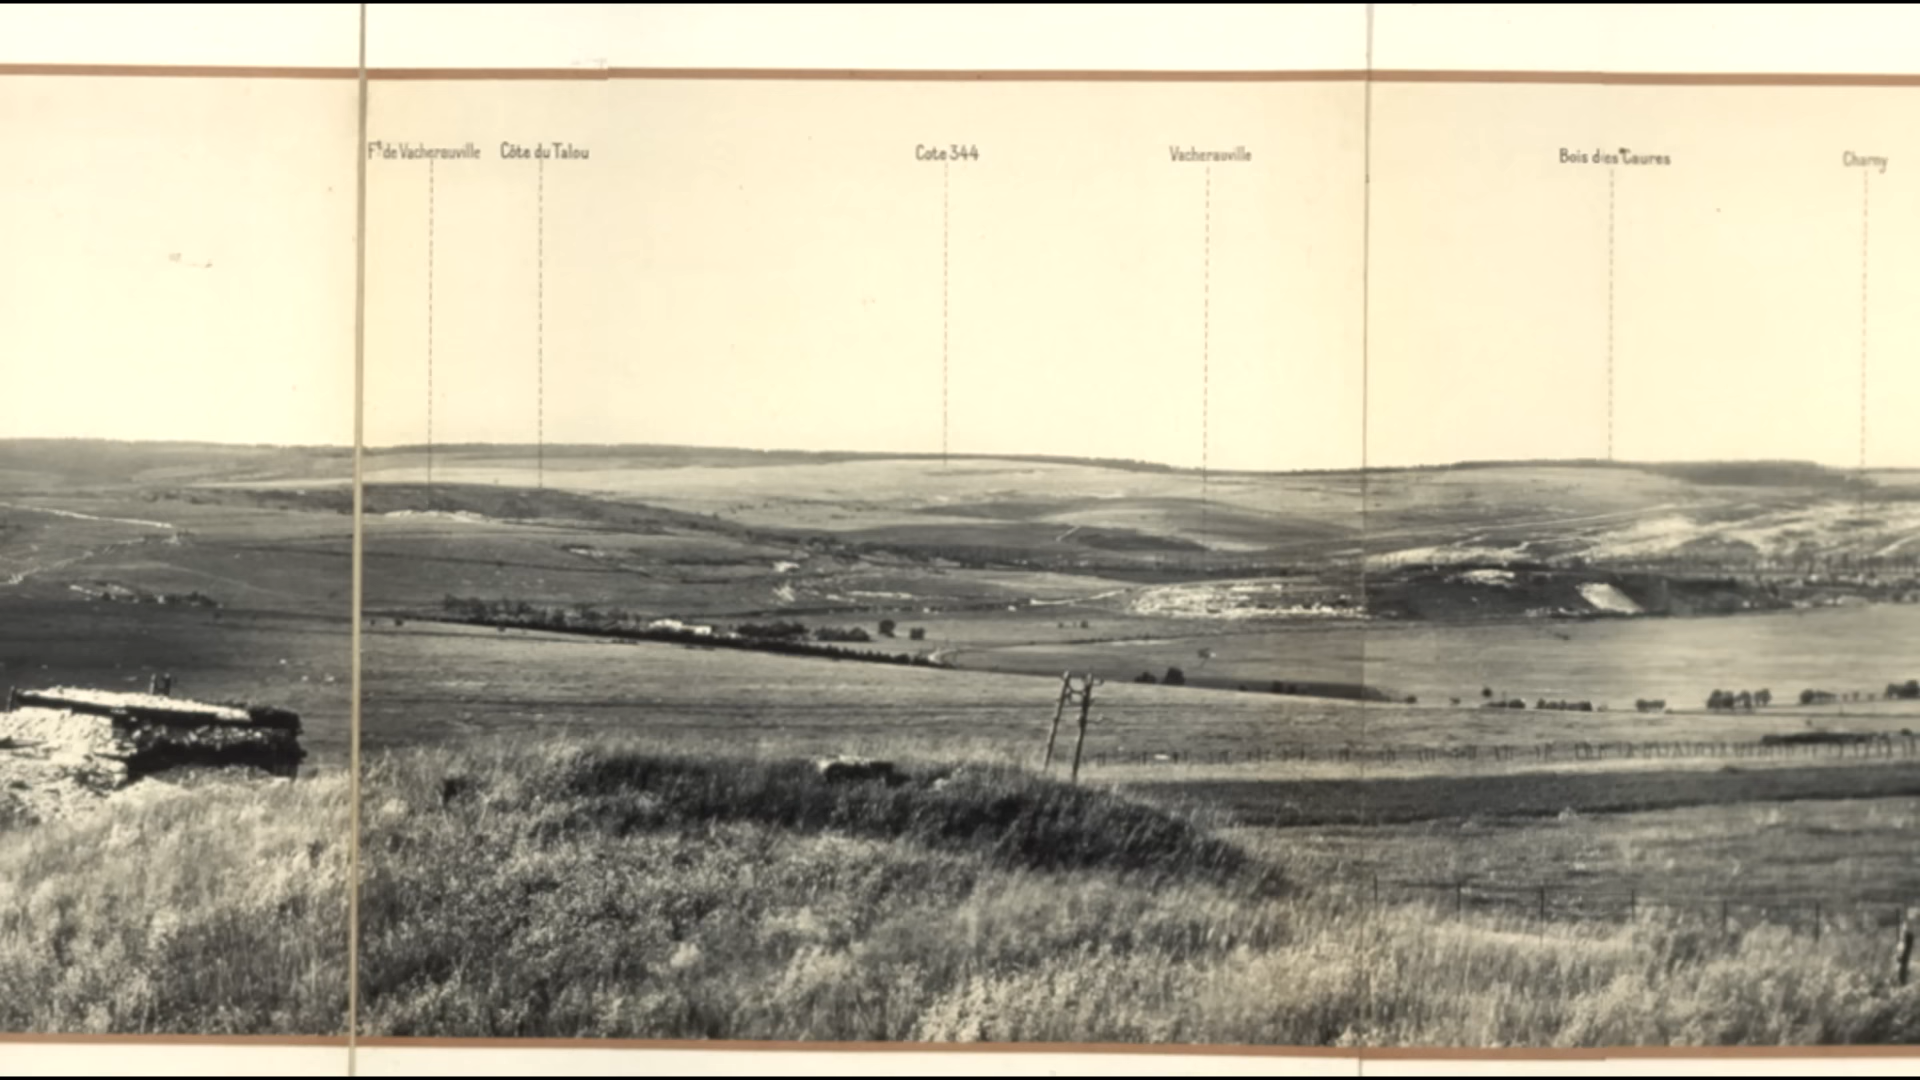 Ft de Vacherauville
Côte du Talou
Cote 344
Vacherauville
Bois des Caures
Charny